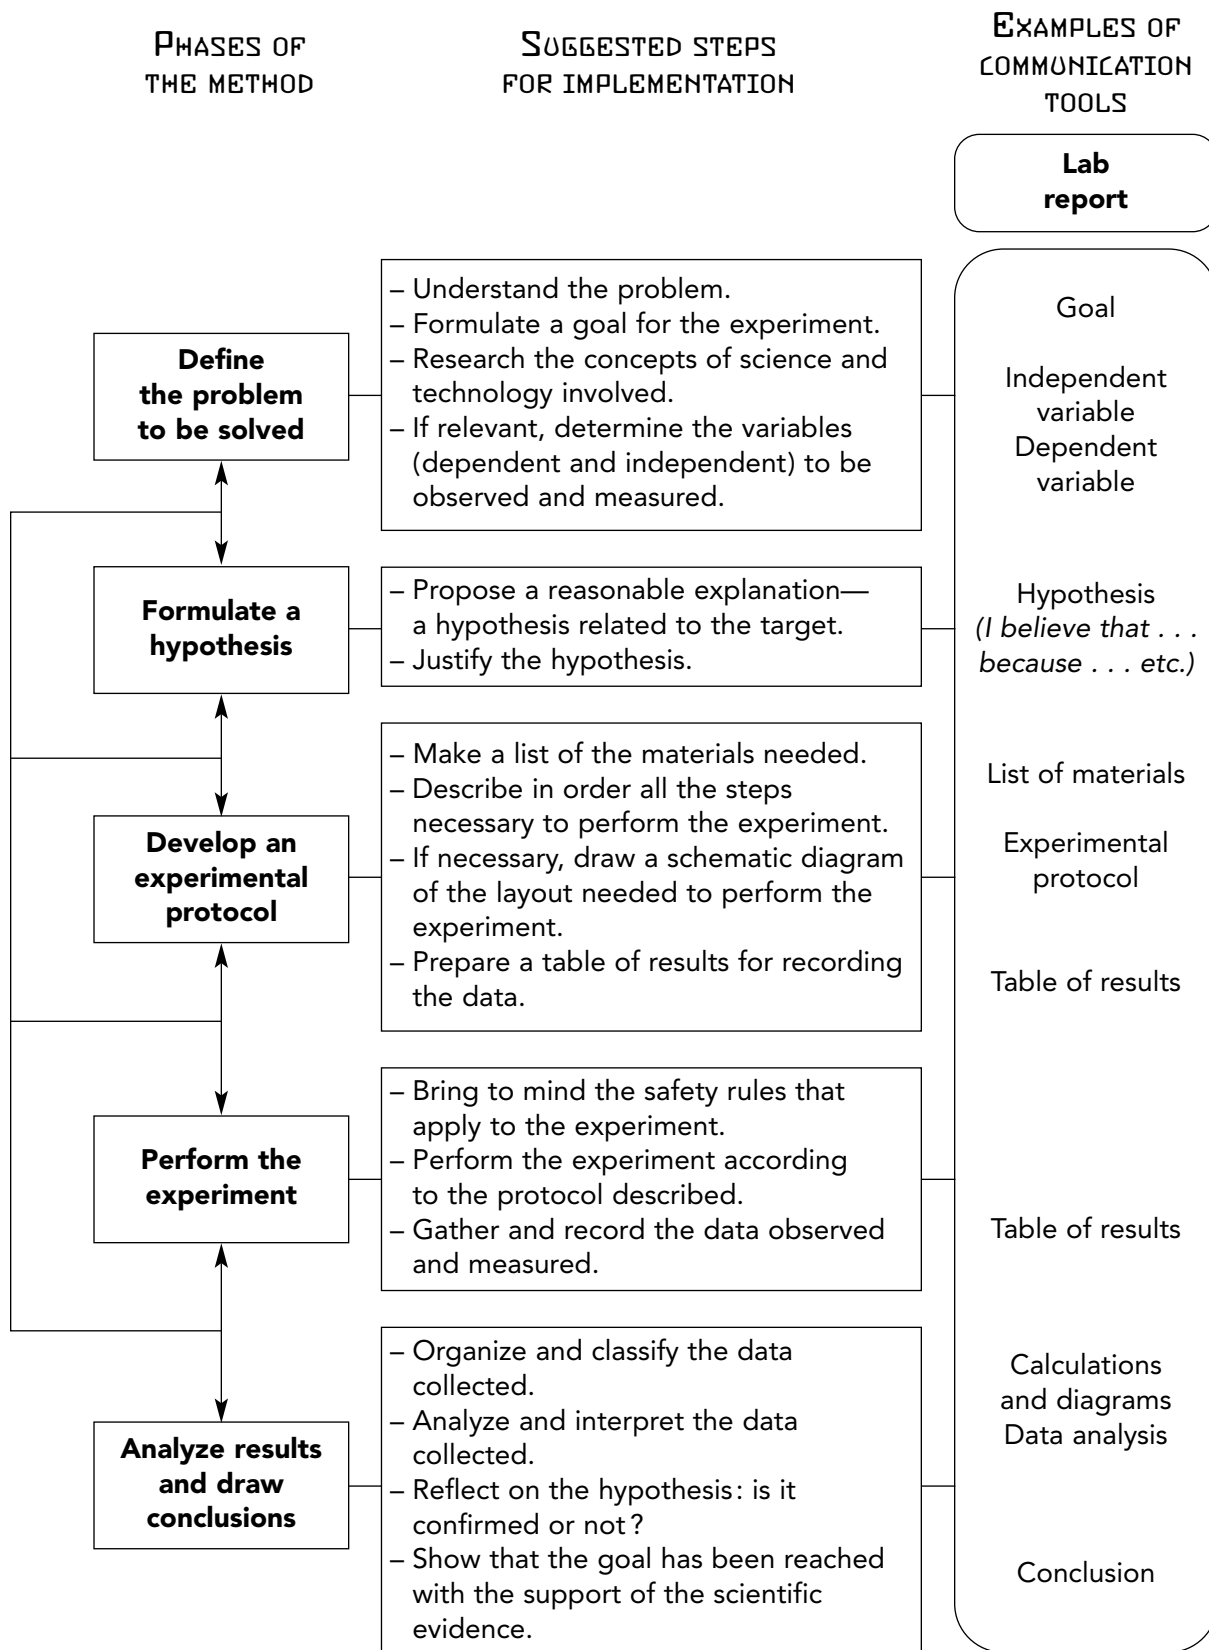 PHASES OF
THE METHOD
SUGGESTED STEPS
FOR IMPLEMENTATION
EXAMPLES OF
COMMUNICATION
TOOLS
Lab
report
Define
the problem
to be solved
– Understand the problem.
– Formulate a goal for the experiment.
– Research the concepts of science and
technology involved.
– If relevant, determine the variables
(dependent and independent) to be
observed and measured.
Goal
Independent
variable
Dependent
variable
Formulate a
hypothesis
– Propose a reasonable explanation—
a hypothesis related to the target.
– Justify the hypothesis.
Hypothesis
(I believe that . . .
because . . . etc.)
Develop an
experimental
protocol
– Make a list of the materials needed.
– Describe in order all the steps
necessary to perform the experiment.
– If necessary, draw a schematic diagram
of the layout needed to perform the
experiment.
– Prepare a table of results for recording
the data.
List of materials
Experimental
protocol
Table of results
Perform the
experiment
– Bring to mind the safety rules that
apply to the experiment.
– Perform the experiment according
to the protocol described.
– Gather and record the data observed
and measured.
Table of results
Analyze results
and draw
conclusions
– Organize and classify the data
collected.
– Analyze and interpret the data
collected.
– Reflect on the hypothesis: is it
confirmed or not?
– Show that the goal has been reached
with the support of the scientific
evidence.
Calculations
and diagrams
Data analysis
Conclusion